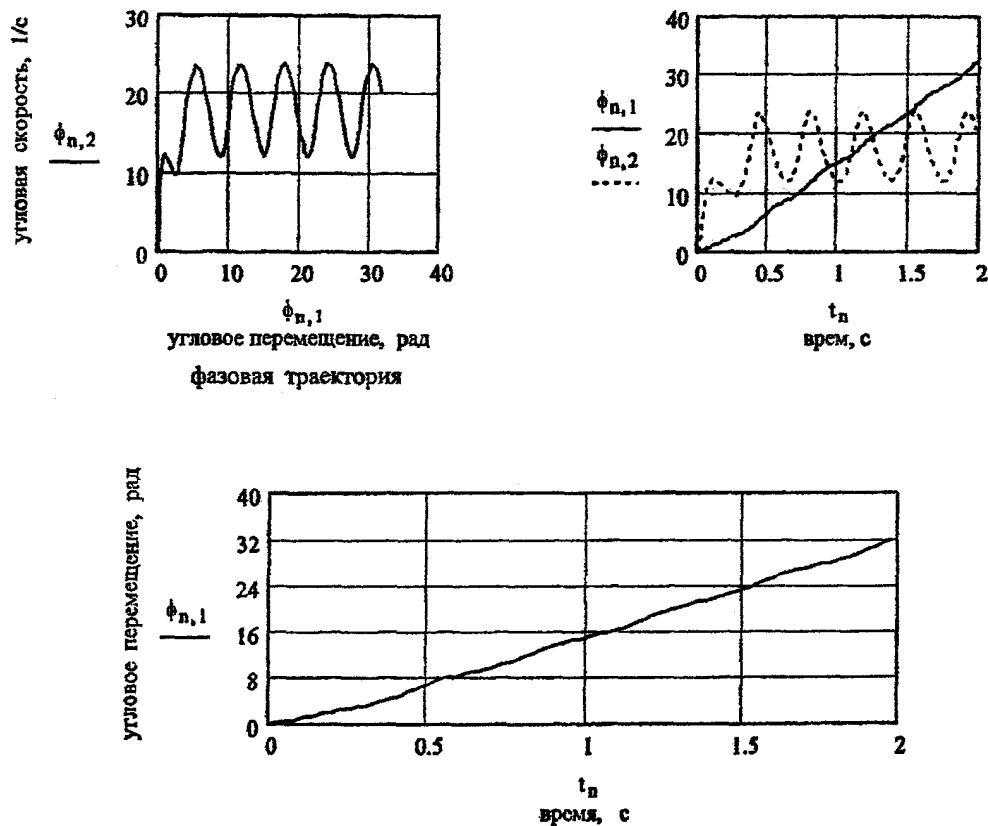 угловая скорость, 1/с
ϕn,2
30
20
10
0
0 10 20 30 40
ϕn,1
угловое перемещение, рад
фазовая траектория
ϕn,1
ϕn,2
40
30
20
10
0
0 0.5 1 1.5 2
tn
врем, с
угловое перемещение, рад
ϕn,1
40
32
24
16
8
0
0 0.5 1 1.5 2
tn
время, с